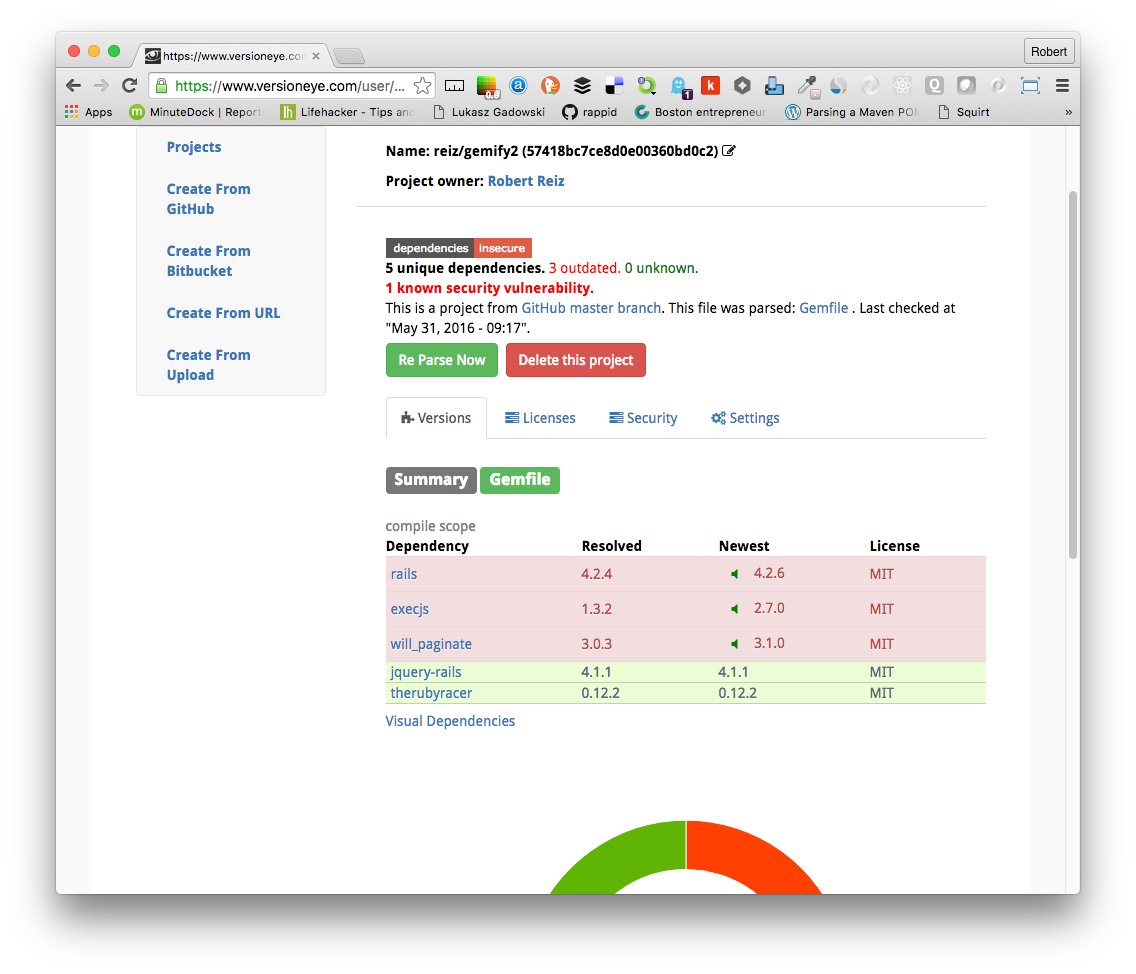 https://www.versioneye.com
Robert
https://www.versioneye.com/user/...
0.5
1
Apps
MinuteDock | Report
Lifehacker - Tips and
Lukasz Gadowski
rappid
Boston entrepreneur
Parsing a Maven POM
Squirt
»
Projects
Create From
GitHub
Create From
Bitbucket
Create From URL
Create From
Upload
Name: reiz/gemify2 (57418bc7ce8d0e00360bd0c2)
Project owner: Robert Reiz
dependencies insecure
5 unique dependencies. 3 outdated. 0 unknown.
1 known security vulnerability.
This is a project from GitHub master branch. This file was parsed: Gemfile . Last checked at
"May 31, 2016 - 09:17".
Re Parse Now Delete this project
Versions Licenses Security Settings
Summary Gemfile
compile scope
Dependency Resolved Newest License
rails 4.2.4 4.2.6 MIT
execjs 1.3.2 2.7.0 MIT
will_paginate 3.0.3 3.1.0 MIT
jquery-rails 4.1.1 4.1.1 MIT
therubyracer 0.12.2 0.12.2 MIT
Visual Dependencies